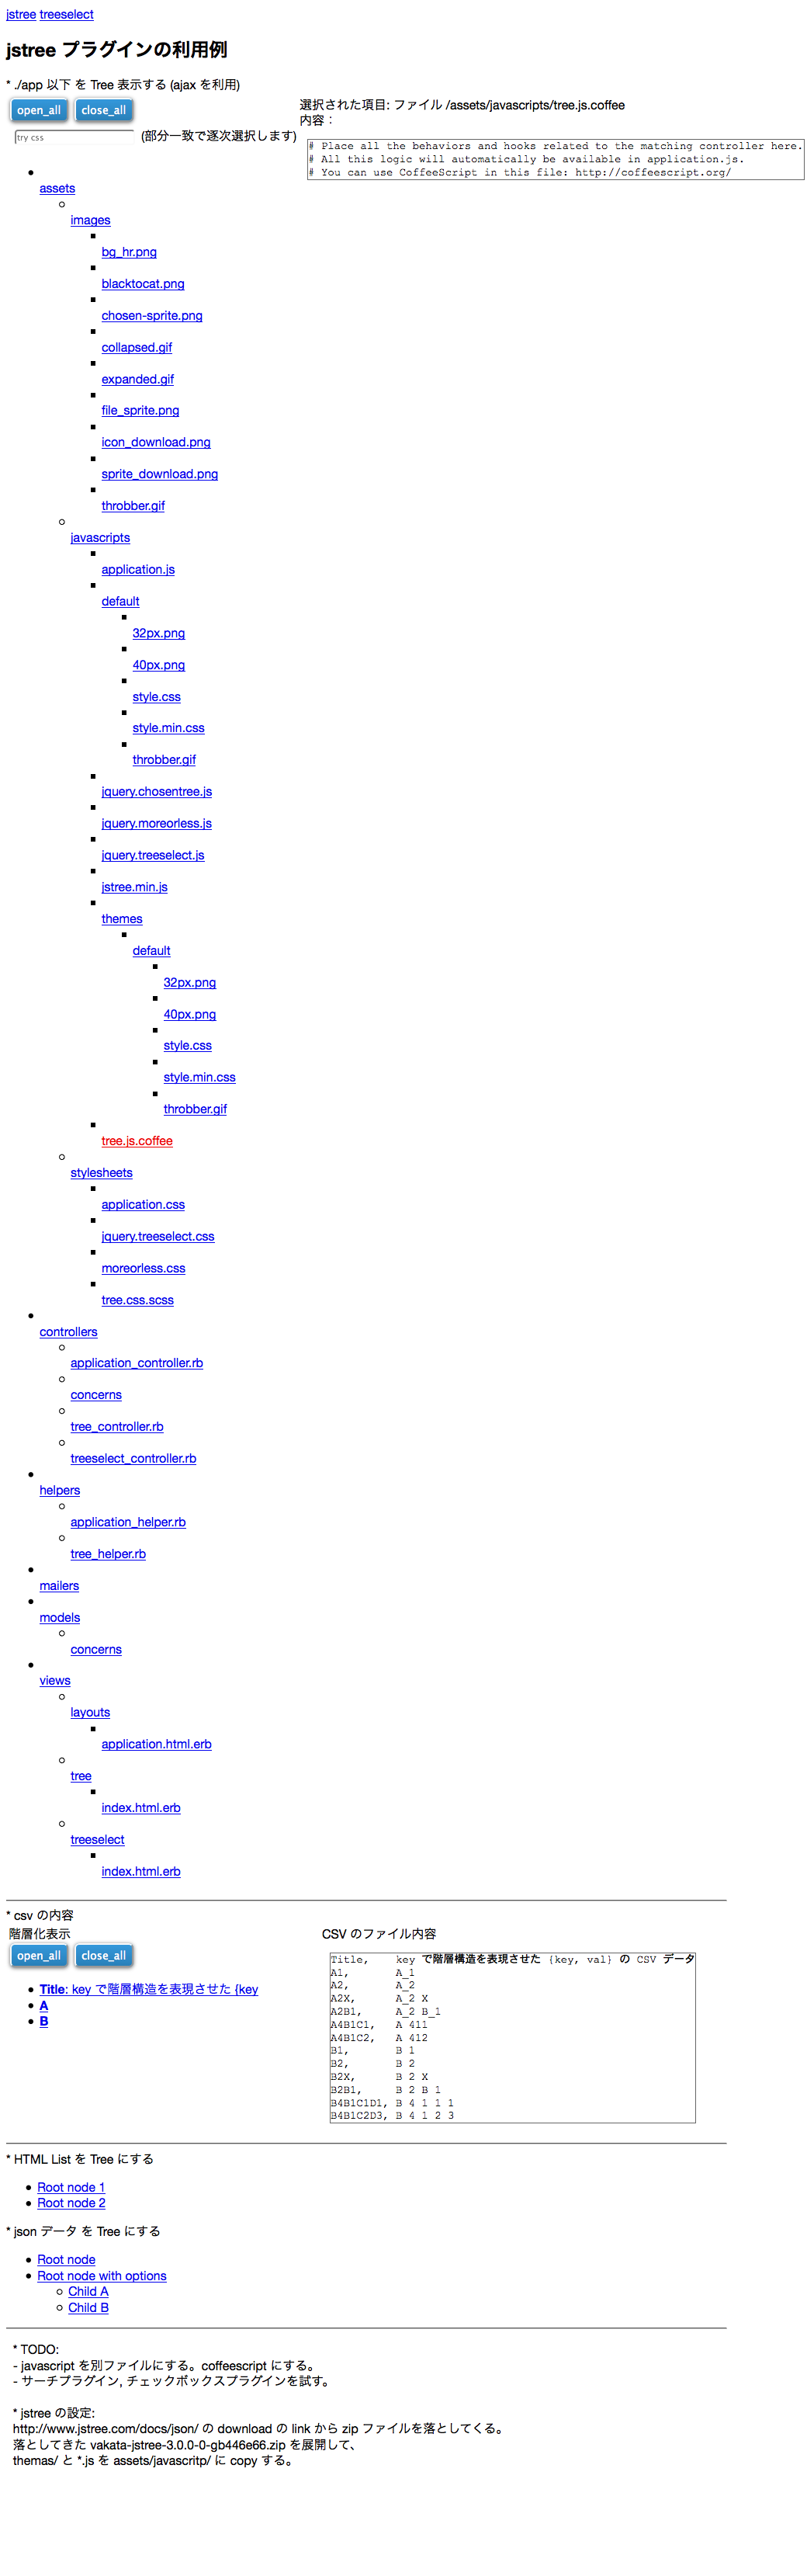 jstree treeselect
jstree プラグインの利用例
* ./app 以下 を Tree 表示する (ajax を利用)
open_all close_all
try css (部分一致で逐次選択します)
選択された項目: ファイル /assets/javascripts/tree.js.coffee
内容：
# Place all the behaviors and hooks related to the matching controller here.
# All this logic will automatically be available in application.js.
# You can use CoffeeScript in this file: http://coffeescript.org/
assets
images
bg_hr.png
blacktocat.png
chosen-sprite.png
collapsed.gif
expanded.gif
file_sprite.png
icon_download.png
sprite_download.png
throbber.gif
javascripts
application.js
default
32px.png
40px.png
style.css
style.min.css
throbber.gif
jquery.chosentree.js
jquery.moreorless.js
jquery.treeselect.js
jstree.min.js
themes
default
32px.png
40px.png
style.css
style.min.css
throbber.gif
tree.js.coffee
stylesheets
application.css
jquery.treeselect.css
moreorless.css
tree.css.scss
controllers
application_controller.rb
concerns
tree_controller.rb
treeselect_controller.rb
helpers
application_helper.rb
tree_helper.rb
mailers
models
concerns
views
layouts
application.html.erb
tree
index.html.erb
treeselect
index.html.erb
* csv の内容
階層化表示
open_all close_all
Title: key で階層構造を表現させた {key
A
B
CSV のファイル内容
Title, key で階層構造を表現させた {key, val} の CSV データ
A1, A_1
A2, A_2
A2X, A_2 X
A2B1, A_2 B_1
A4B1C1, A 411
A4B1C2, A 412
B1, B 1
B2, B 2
B2X, B 2 X
B2B1, B 2 B 1
B4B1C1D1, B 4 1 1 1
B4B1C2D3, B 4 1 2 3
* HTML List を Tree にする
Root node 1
Root node 2
* json データ を Tree にする
Root node
Root node with options
Child A
Child B
* TODO:
- javascript を別ファイルにする。coffeescript にする。
- サーチプラグイン, チェックボックスプラグインを試す。
* jstree の設定:
http://www.jstree.com/docs/json/ の download の link から zip ファイルを落としてくる。
落としてきた vakata-jstree-3.0.0-0-gb446e66.zip を展開して、
themas/ と *.js を assets/javascritp/ に copy する。